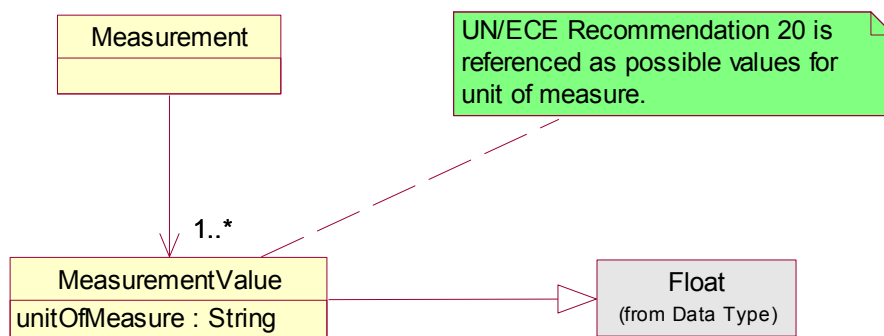 Measurement
UN/ECE Recommendation 20 is
referenced as possible values for
unit of measure.
1..*
MeasurementValue
unitOfMeasure : String
Float
(from Data Type)